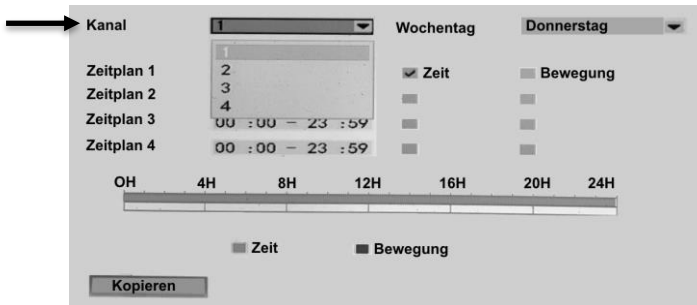 Kanal 1 Wochentag Donnerstag
1
Zeitplan 1 2 Zeit Bewegung
Zeitplan 2 3
4
Zeitplan 3 00 :00 - 23 :59
Zeitplan 4 00 :00 - 23 :59
OH 4H 8H 12H 16H 20H 24H
Zeit Bewegung
Kopieren